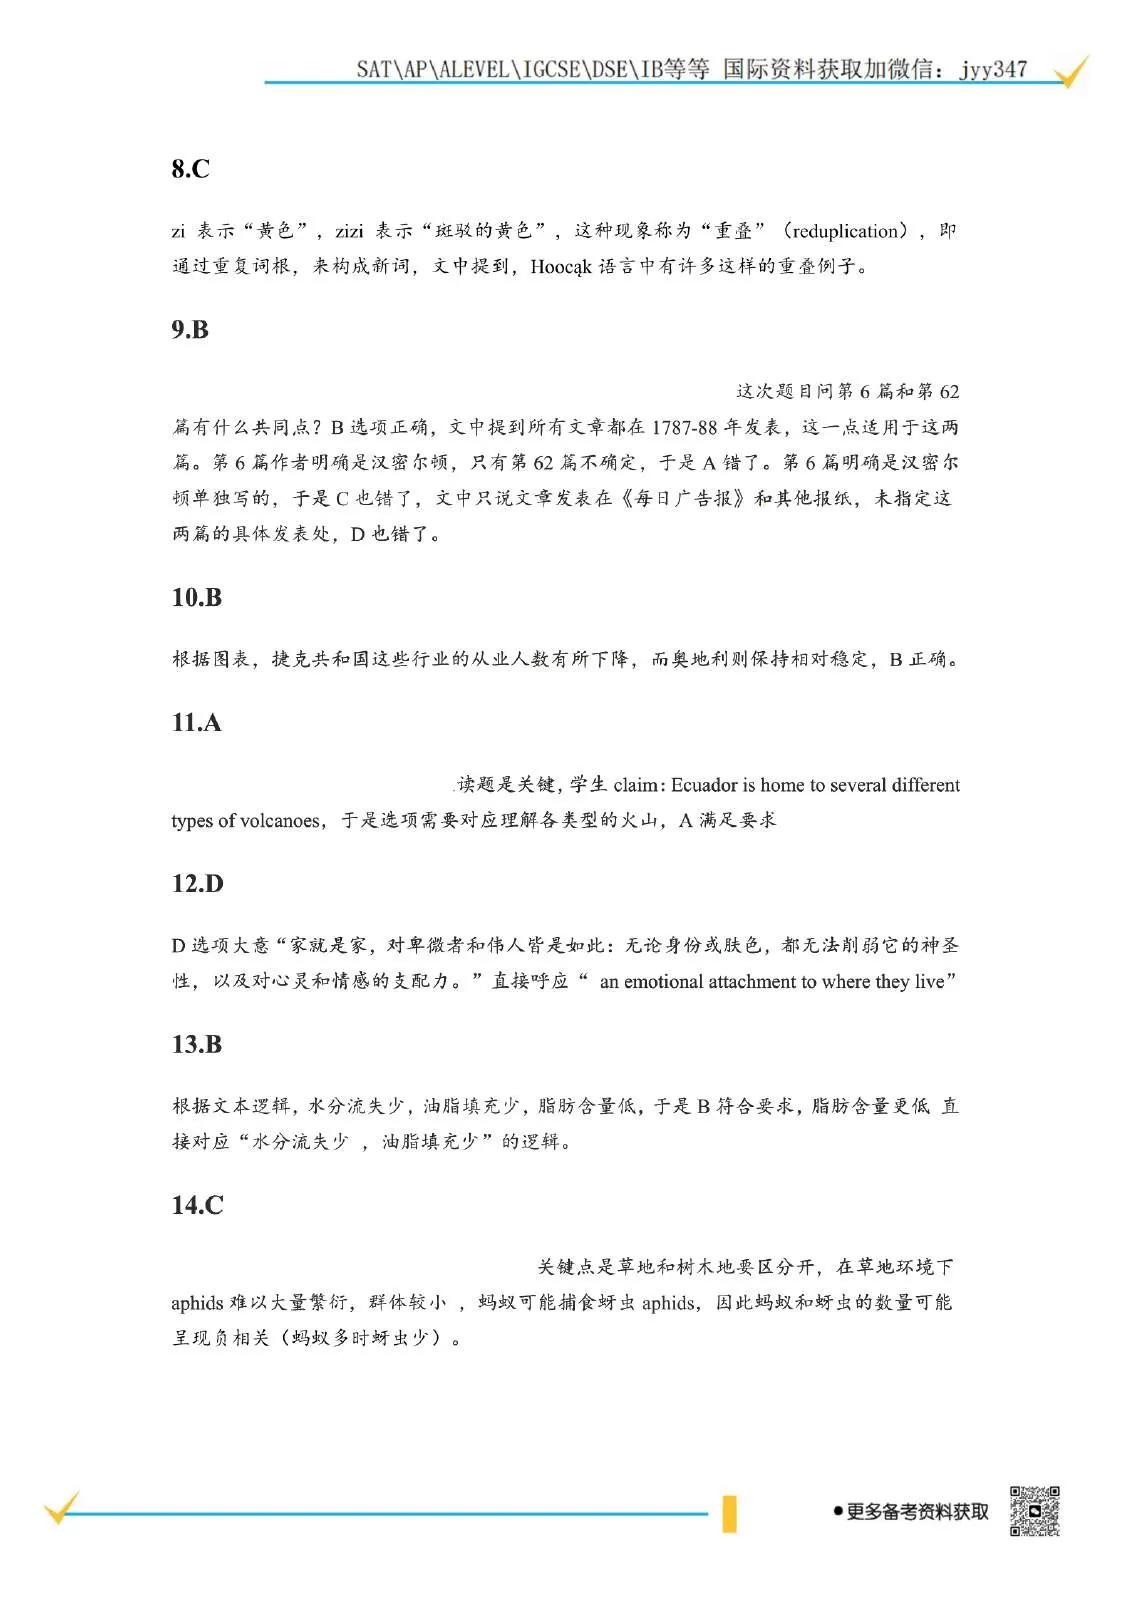 SAT\AP\ALEVEL\IGCSE\DSE\IB等等 国际资料获取加微信：jyy347
8.C
zi 表示“黄色”，zizi 表示“斑驳的黄色”，这种现象称为“重叠”（reduplication），即
通过重复词根，来构成新词，文中提到，Hoocąk 语言中有许多这样的重叠例子。
9.B
这次题目问第 6 篇和第 62
篇有什么共同点？B 选项正确，文中提到所有文章都在 1787-88 年发表，这一点适用于这两
篇。第 6 篇作者明确是汉密尔顿，只有第 62 篇不确定，于是 A 错了。第 6 篇明确是汉密尔
顿单独写的，于是 C 也错了，文中只说文章发表在《每日广告报》和其他报纸，未指定这
两篇的具体发表处，D 也错了。
10.B
根据图表，捷克共和国这些行业的从业人数有所下降，而奥地利则保持相对稳定，B 正确。
11.A
读题是关键，学生 claim：Ecuador is home to several different
types of volcanoes，于是选项需要对应理解各类型的火山，A 满足要求
12.D
D 选项大意“家就是家，对卑微者和伟人皆是如此：无论身份或肤色，都无法削弱它的神圣
性，以及对心灵和情感的支配力。”直接呼应“ an emotional attachment to where they live”
13.B
根据文本逻辑，水分流失少，油脂填充少，脂肪含量低，于是 B 符合要求，脂肪含量更低 直
接对应“水分流失少 ，油脂填充少”的逻辑。
14.C
关键点是草地和树木地要区分开，在草地环境下
aphids 难以大量繁衍，群体较小 ，蚂蚁可能捕食蚜虫 aphids，因此蚂蚁和蚜虫的数量可能
呈现负相关（蚂蚁多时蚜虫少）。
●更多备考资料获取